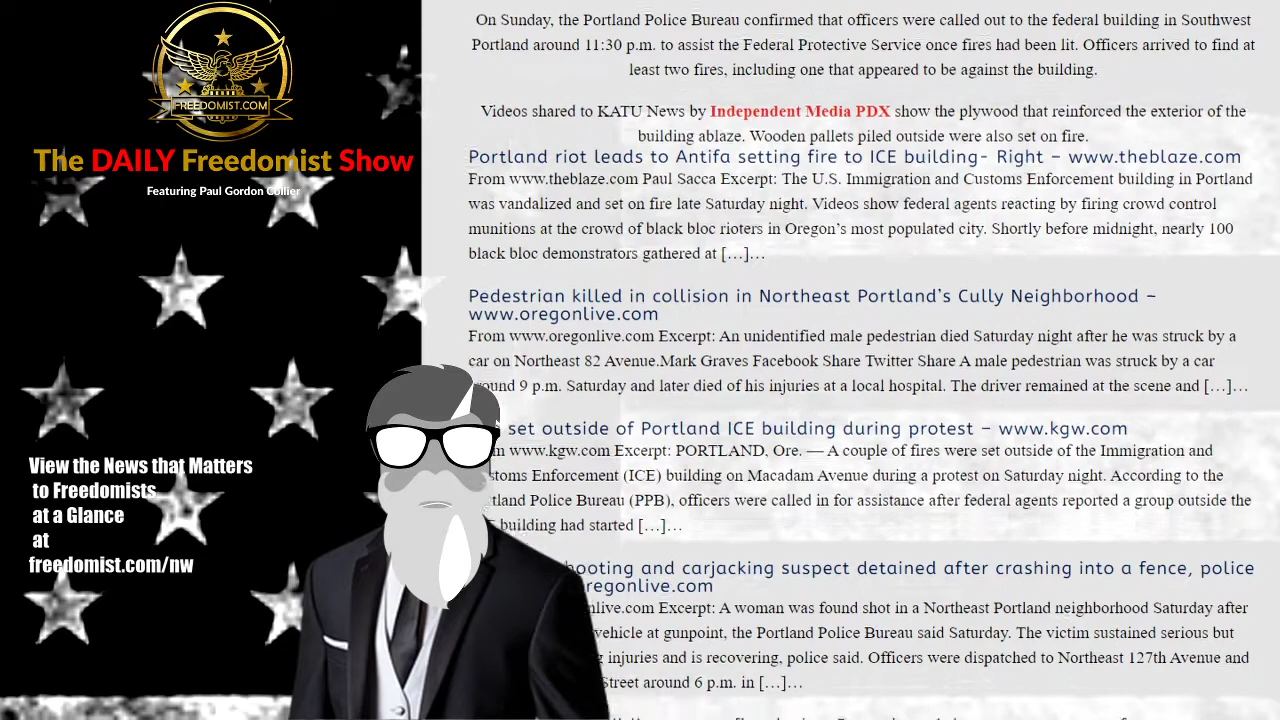 FREEDOMIST.COM
The DAILY Freedomist Show
Featuring Paul Gordon Collier
View the News that Matters
to Freedomists
at a Glance
at
freedomist.com/nw
On Sunday, the Portland Police Bureau confirmed that officers were called out to the federal building in Southwest
Portland around 11:30 p.m. to assist the Federal Protective Service once fires had been lit. Officers arrived to find at
least two fires, including one that appeared to be against the building.
Videos shared to KATU News by Independent Media PDX show the plywood that reinforced the exterior of the
building ablaze. Wooden pallets piled outside were also set on fire.
Portland riot leads to Antifa setting fire to ICE building- Right – www.theblaze.com
From www.theblaze.com Paul Sacca Excerpt: The U.S. Immigration and Customs Enforcement building in Portland
was vandalized and set on fire late Saturday night. Videos show federal agents reacting by firing crowd control
munitions at the crowd of black bloc rioters in Oregon’s most populated city. Shortly before midnight, nearly 100
black bloc demonstrators gathered at […]…
Pedestrian killed in collision in Northeast Portland’s Cully Neighborhood –
www.oregonlive.com
From www.oregonlive.com Excerpt: An unidentified male pedestrian died Saturday night after he was struck by a
car on Northeast 82 Avenue.Mark Graves Facebook Share Twitter Share A male pedestrian was struck by a car
around 9 p.m. Saturday and later died of his injuries at a local hospital. The driver remained at the scene and […]…
set outside of Portland ICE building during protest – www.kgw.com
www.kgw.com Excerpt: PORTLAND, Ore. — A couple of fires were set outside of the Immigration and
toms Enforcement (ICE) building on Macadam Avenue during a protest on Saturday night. According to the
tland Police Bureau (PPB), officers were called in for assistance after federal agents reported a group outside the
building had started […]…
hooting and carjacking suspect detained after crashing into a fence, police
regonlive.com
nlive.com Excerpt: A woman was found shot in a Northeast Portland neighborhood Saturday after
vehicle at gunpoint, the Portland Police Bureau said Saturday. The victim sustained serious but
injuries and is recovering, police said. Officers were dispatched to Northeast 127th Avenue and
Street around 6 p.m. in […]…